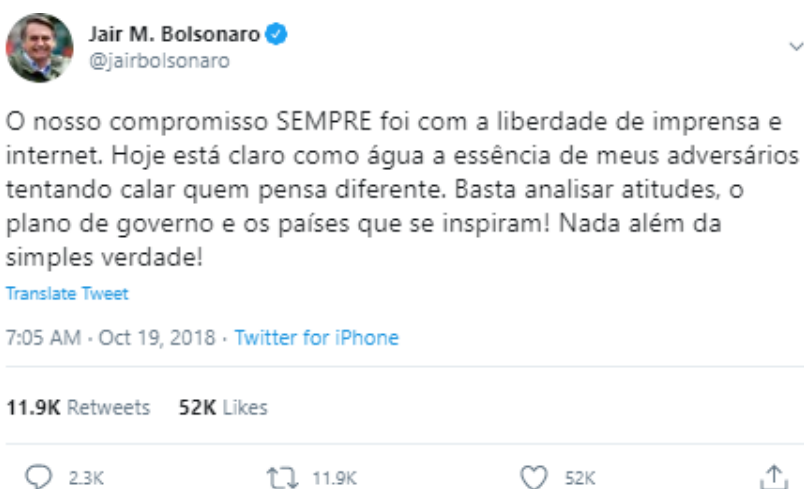 Jair M. Bolsonaro
@jairbolsonaro
O nosso compromisso SEMPRE foi com a liberdade de imprensa e
internet. Hoje está claro como água a essência de meus adversários
tentando calar quem pensa diferente. Basta analisar atitudes, o
plano de governo e os países que se inspiram! Nada além da
simples verdade!
Translate Tweet
7:05 AM · Oct 19, 2018 · Twitter for iPhone
11.9K Retweets 52K Likes
2.3K 11.9K 52K